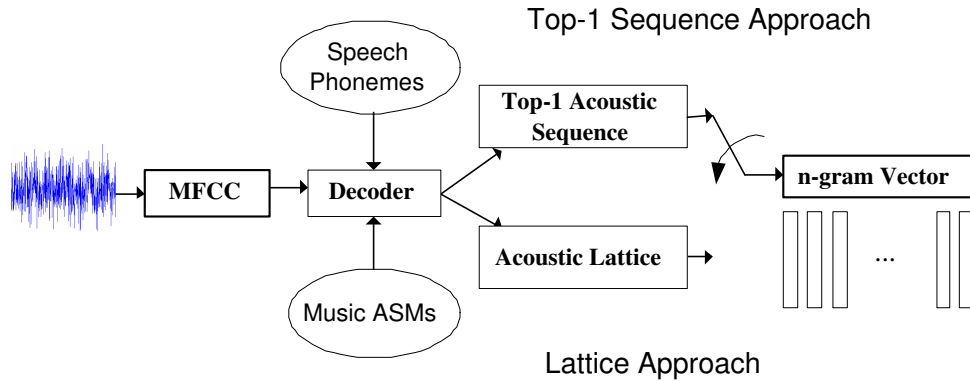 Top-1 Sequence Approach
Speech
Phonemes
Top-1 Acoustic
Sequence
MFCC
Decoder
n-gram Vector
Acoustic Lattice
...
Music ASMs
Lattice Approach